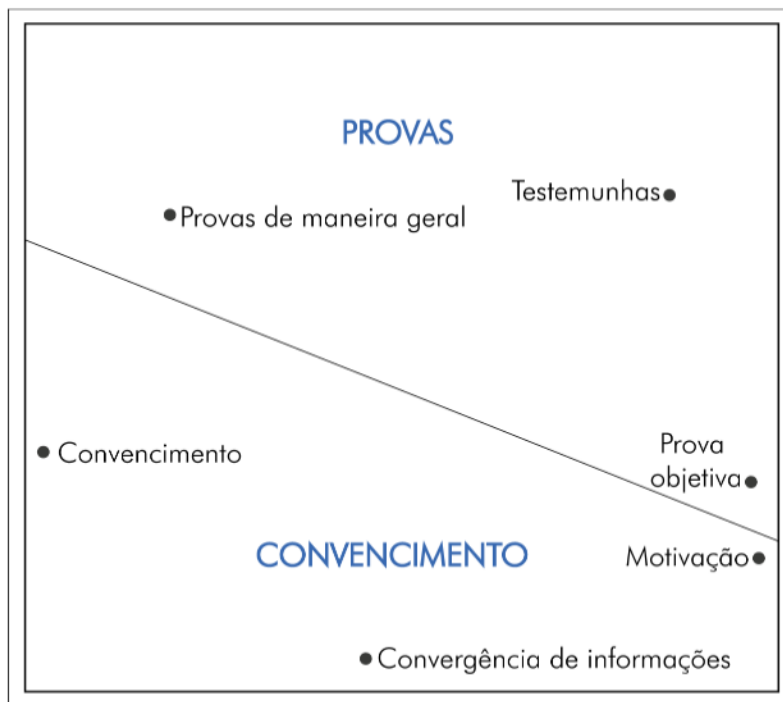 PROVAS
Testemunhas
Provas de maneira geral
Convencimento
Prova
objetiva
CONVENCIMENTO
Motivação
Convergência de informações